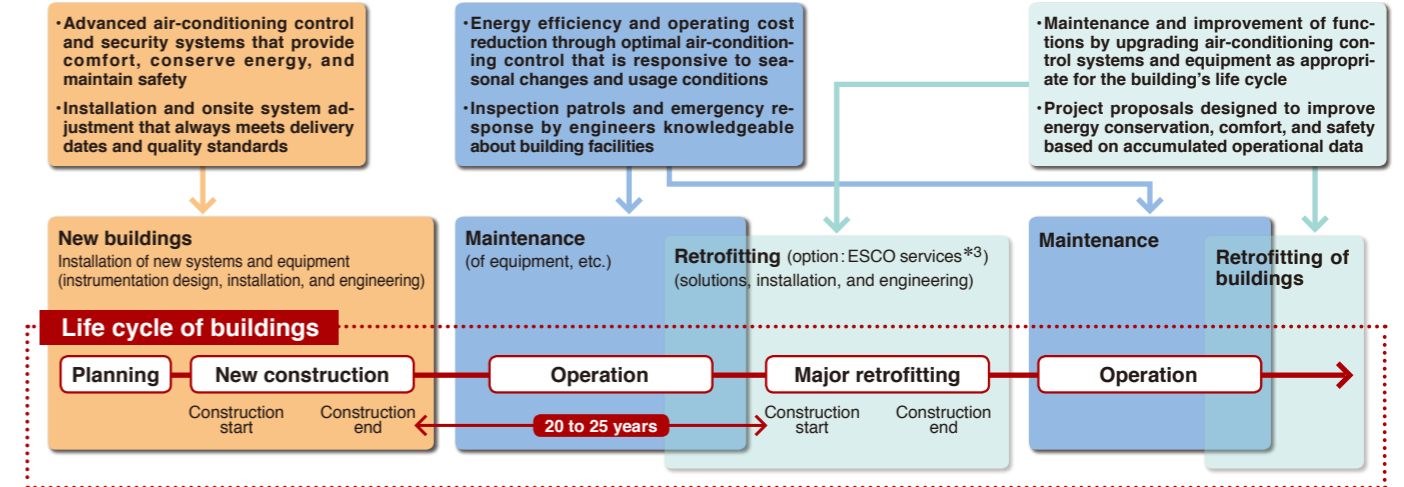 ・Advanced air-conditioning control
and security systems that provide
comfort, conserve energy, and
maintain safety
・Installation and onsite system ad-
justment that always meets delivery
dates and quality standards
・Energy efficiency and operating cost
reduction through optimal air-condition-
ing control that is responsive to sea-
sonal changes and usage conditions
・Inspection patrols and emergency re-
sponse by engineers knowledgeable
about building facilities
・Maintenance and improvement of func-
tions by upgrading air-conditioning con-
trol systems and equipment as appropri-
ate for the building's life cycle
・Project proposals designed to improve
energy conservation, comfort, and safety
based on accumulated operational data
New buildings
Installation of new systems and equipment
(instrumentation design, installation, and engineering)
Maintenance
(of equipment, etc.)
Retrofitting (option: ESCO services*3)
(solutions, installation, and engineering)
Maintenance
Retrofitting of
buildings
Life cycle of buildings
Planning
New construction
Operation
Major retrofitting
Operation
Construction
start
Construction
end
20 to 25 years
Construction
start
Construction
end